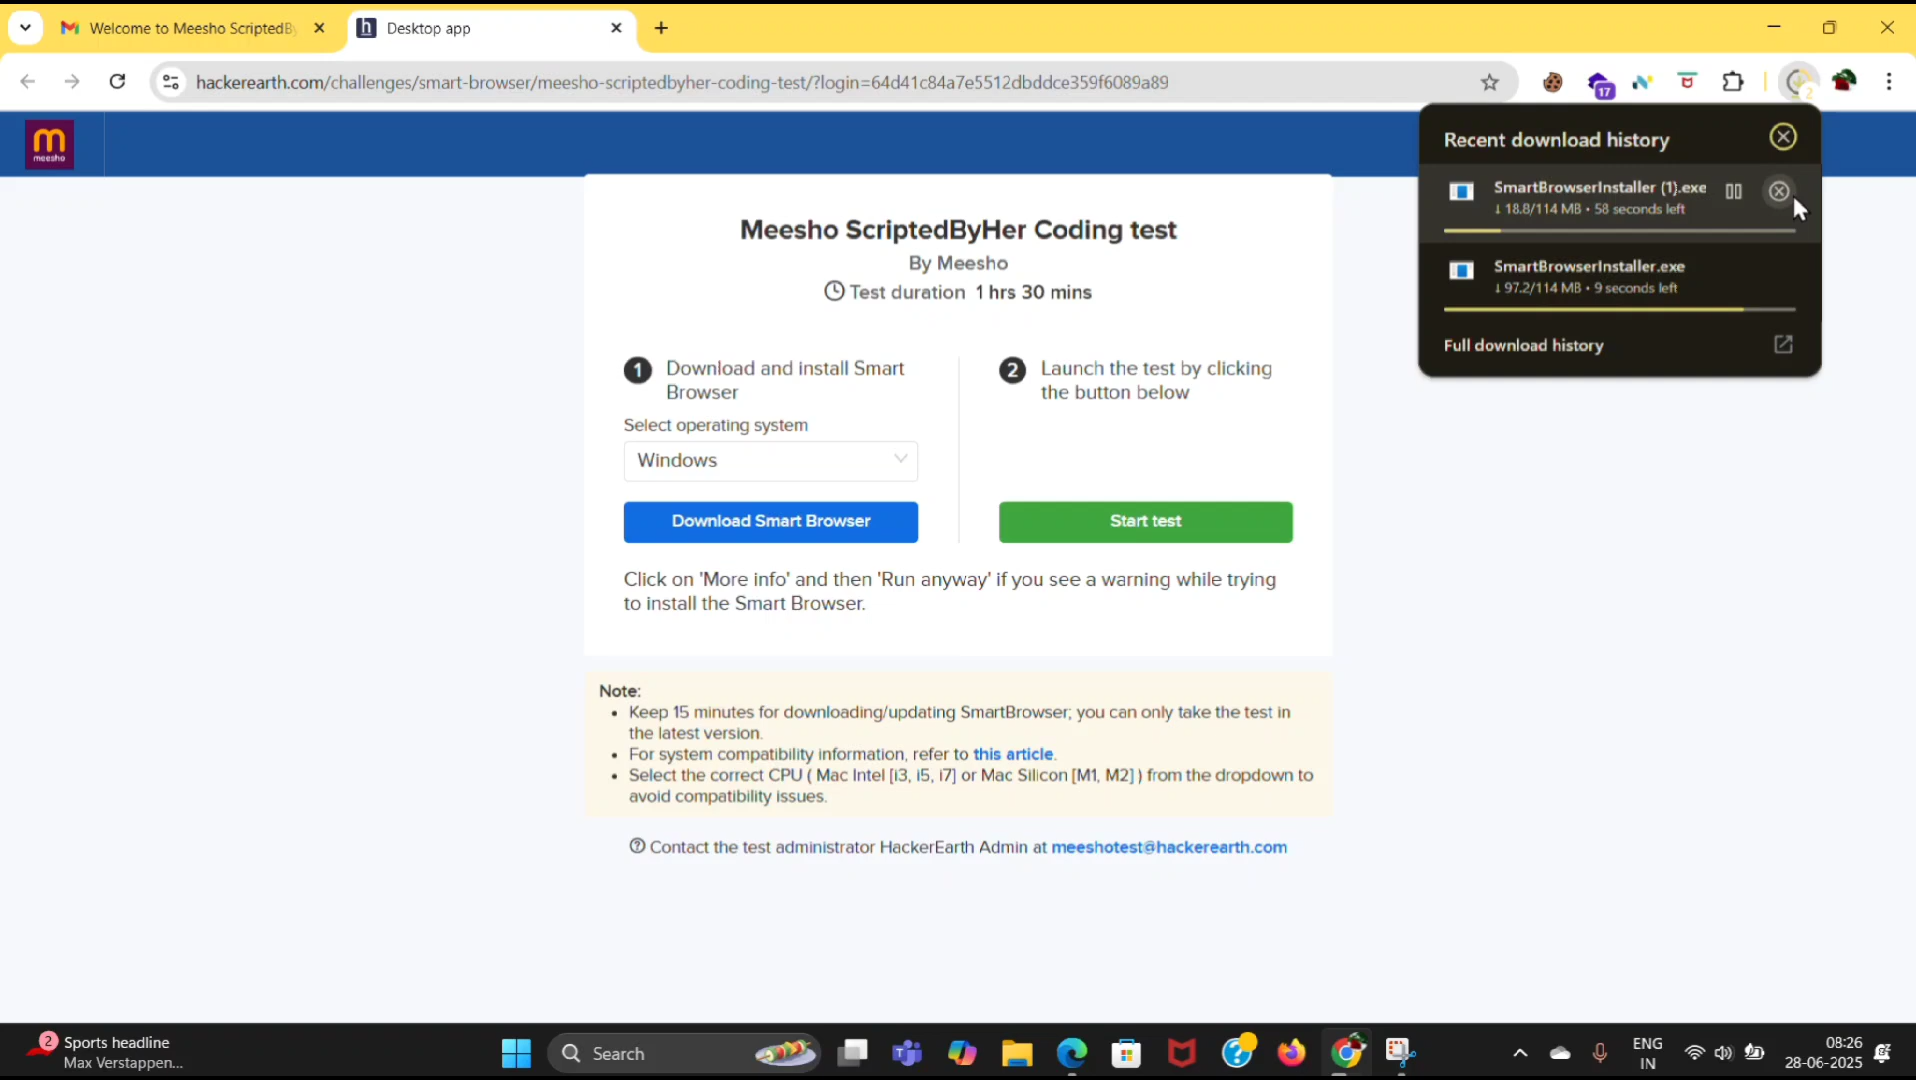 Welcome to Meesho ScriptedBy
Desktop app
hackerearth.com/challenges/smart-browser/meesho-scriptedbyher-coding-test/?login=64d41c84a7e5512dbddce359f6089a89
17
2
m
meesho
Recent download history
SmartBrowserInstaller (1).exe
↓ 18.8/114 MB • 58 seconds left
SmartBrowserInstaller.exe
↓ 97.2/114 MB • 9 seconds left
Full download history
Meesho ScriptedByHer Coding test
By Meesho
Test duration 1 hrs 30 mins
1 Download and install Smart
Browser
Select operating system
Windows
Download Smart Browser
2 Launch the test by clicking
the button below
Start test
Click on 'More info' and then 'Run anyway' if you see a warning while trying
to install the Smart Browser.
Note:
• Keep 15 minutes for downloading/updating SmartBrowser; you can only take the test in
the latest version.
• For system compatibility information, refer to this article.
• Select the correct CPU ( Mac Intel [i3, i5, i7] or Mac Silicon [M1, M2] ) from the dropdown to
avoid compatibility issues.
Contact the test administrator HackerEarth Admin at meeshotest@hackerearth.com
2
Sports headline
Max Verstappen...
Search
ENG
IN
08:26
28-06-2025